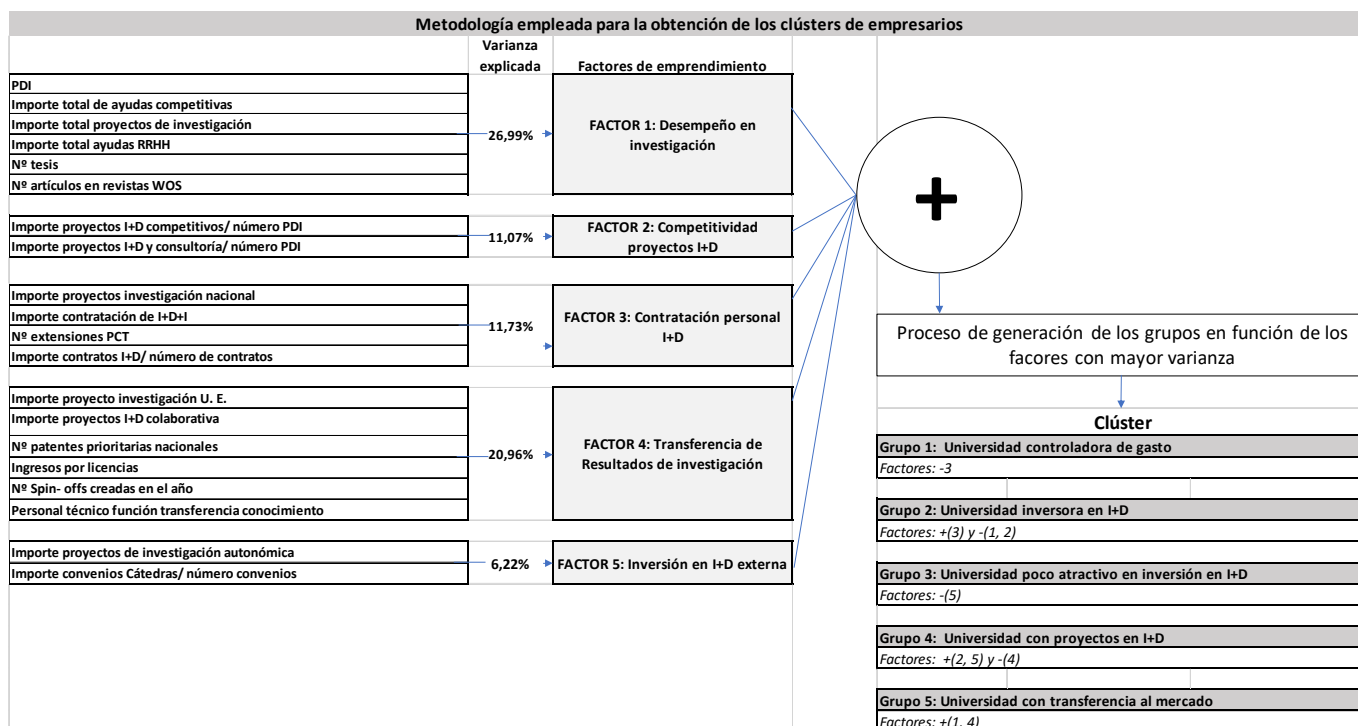 Metodología empleada para la obtención de los clústers de empresarios
Varianza
explicada
Factores de emprendimiento
PDI
Importe total de ayudas competitivas
Importe total proyectos de investigación
Importe total ayudas RRHH
Nº tesis
Nº artículos en revistas WOS
26,99%
FACTOR 1: Desempeño en
investigación
Importe proyectos I+D competitivos/ número PDI
Importe proyectos I+D y consultoría/ número PDI
11,07%
FACTOR 2: Competitividad
proyectos I+D
Importe proyectos investigación nacional
Importe contratación de I+D+I
Nº extensiones PCT
Importe contratos I+D/ número de contratos
11,73%
FACTOR 3: Contratación personal
I+D
Importe proyecto investigación U. E.
Importe proyectos I+D colaborativa
Nº patentes prioritarias nacionales
Ingresos por licencias
Nº Spin- offs creadas en el año
Personal técnico función transferencia conocimiento
20,96%
FACTOR 4: Transferencia de
Resultados de investigación
Importe proyectos de investigación autonómica
Importe convenios Cátedras/ número convenios
6,22%
FACTOR 5: Inversión en I+D externa
+
Proceso de generación de los grupos en función de los
facores con mayor varianza
Clúster
Grupo 1: Universidad controladora de gasto
Factores: -3
Grupo 2: Universidad inversora en I+D
Factores: +(3) y -(1, 2)
Grupo 3: Universidad poco atractivo en inversión en I+D
Factores: -(5)
Grupo 4: Universidad con proyectos en I+D
Factores: +(2, 5) y -(4)
Grupo 5: Universidad con transferencia al mercado
Factores: +(1, 4)